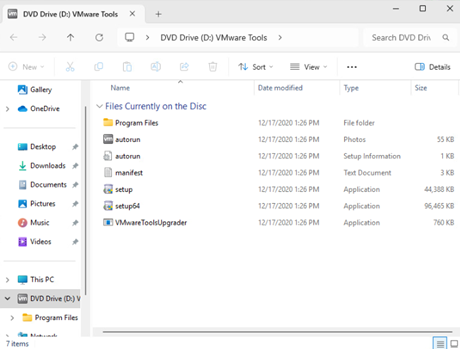 DVD Drive (D:) VMware Tools
DVD Drive (D:) VMware Tools
Search DVD Driv
New
Sort
View
Details
Name Date modified Type Size
Gallery
OneDrive
Desktop
Downloads
Documents
Pictures
Music
Videos
This PC
DVD Drive (D:) V
Program Files
Network
Files Currently on the Disc
Program Files 12/17/2020 1:26 PM File folder
autorun 12/17/2020 1:26 PM Photos 55 KB
autorun 12/17/2020 1:26 PM Setup Information 1 KB
manifest 12/17/2020 1:26 PM Text Document 3 KB
setup 12/17/2020 1:26 PM Application 44,388 KB
setup64 12/17/2020 1:26 PM Application 96,465 KB
VMwareToolsUpgrader 12/17/2020 1:26 PM Application 760 KB
7 items